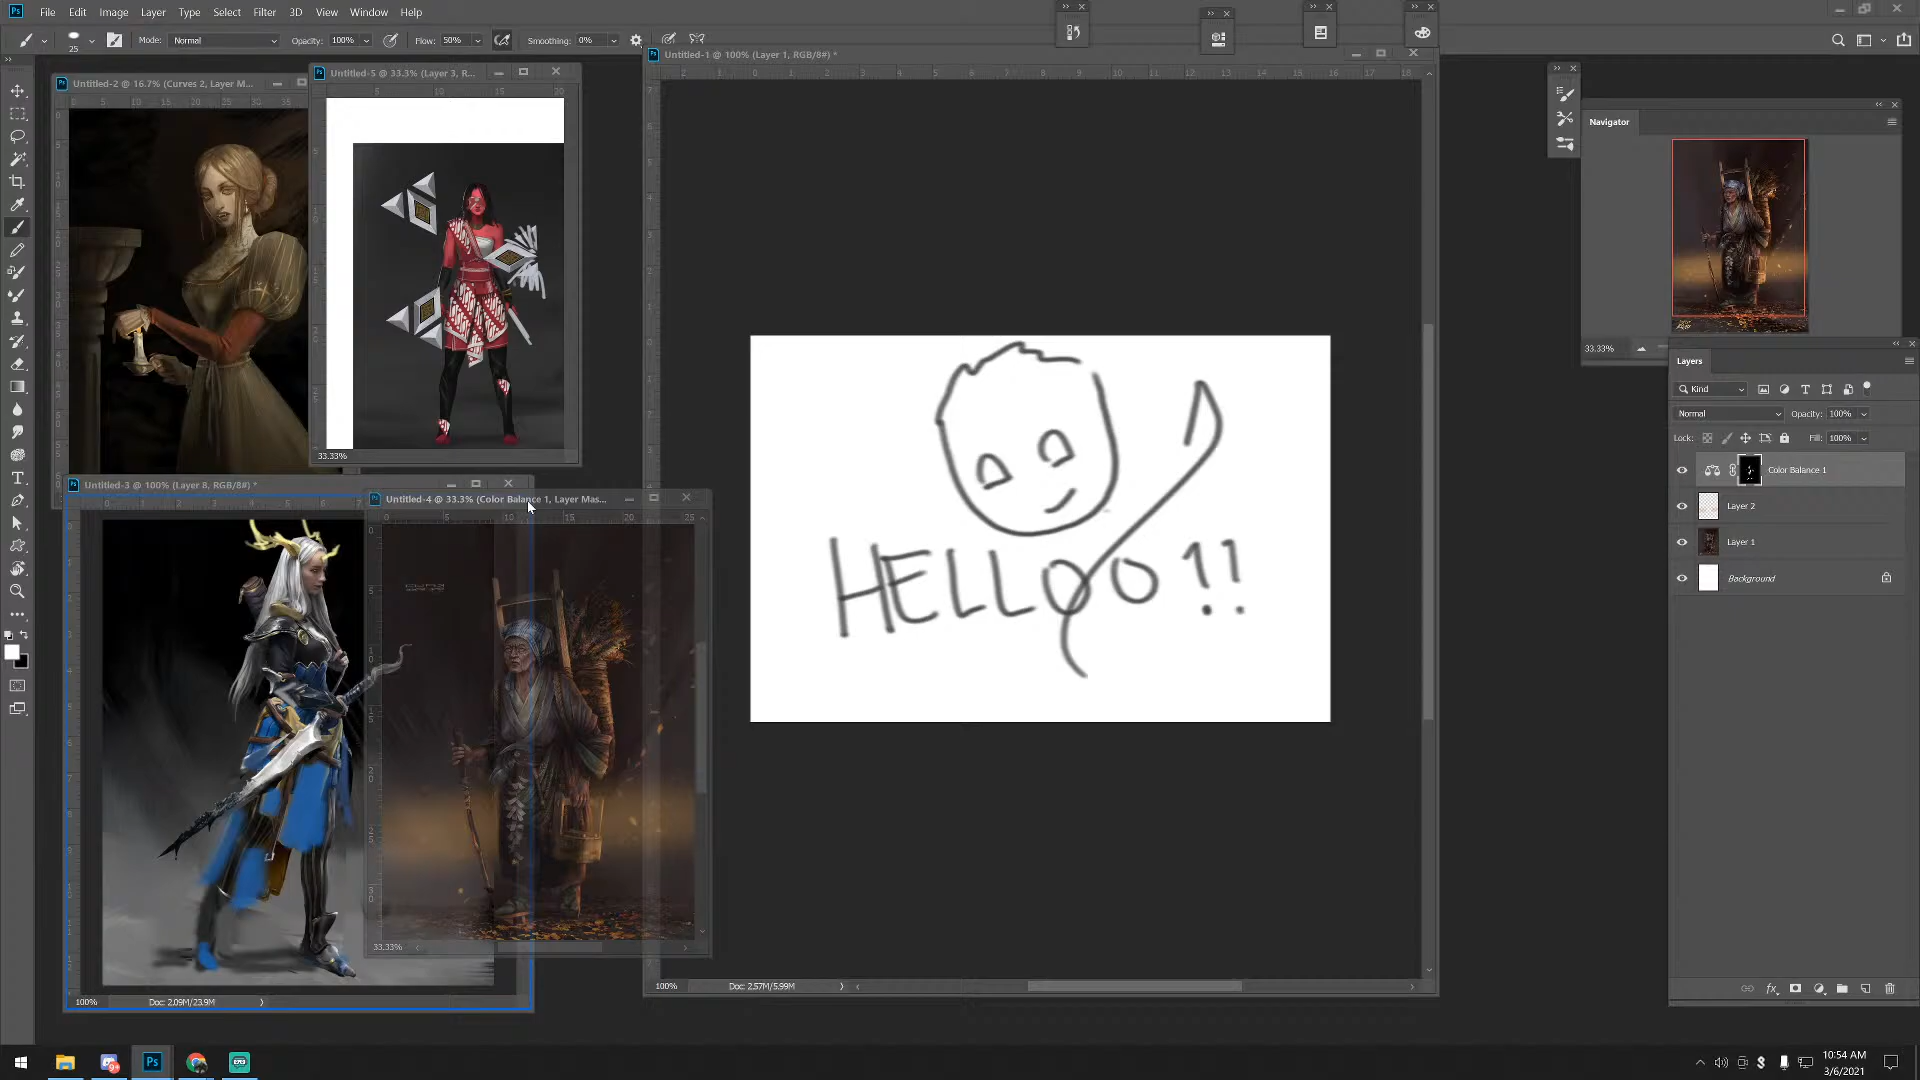 File Edit Image Layer Type Select Filter 3D View Window Help
25 Mode: Normal Opacity: 100% Flow: 50% Smoothing: 0%
Untitled-2 @ 16.7% (Curves 2, Layer M...
Untitled-5 @ 33.3% (Layer 3, R...
33.33%
Untitled-1 @ 100% (Layer 1, RGB/8#) *
HELLOO!!
100% Doc: 2.57M/5.99M
Untitled-3 @ 100% (Layer 8, RGB/8#) *
100% Doc: 2.09M/23.9M
Untitled-4 @ 33.3% (Color Balance 1, Layer Mas...
33.33%
Navigator
33.33%
Layers
Kind
Normal Opacity: 100%
Lock: Fill: 100%
Color Balance 1
Layer 2
Layer 1
Background
fx
Ps
10:54 AM
3/6/2021